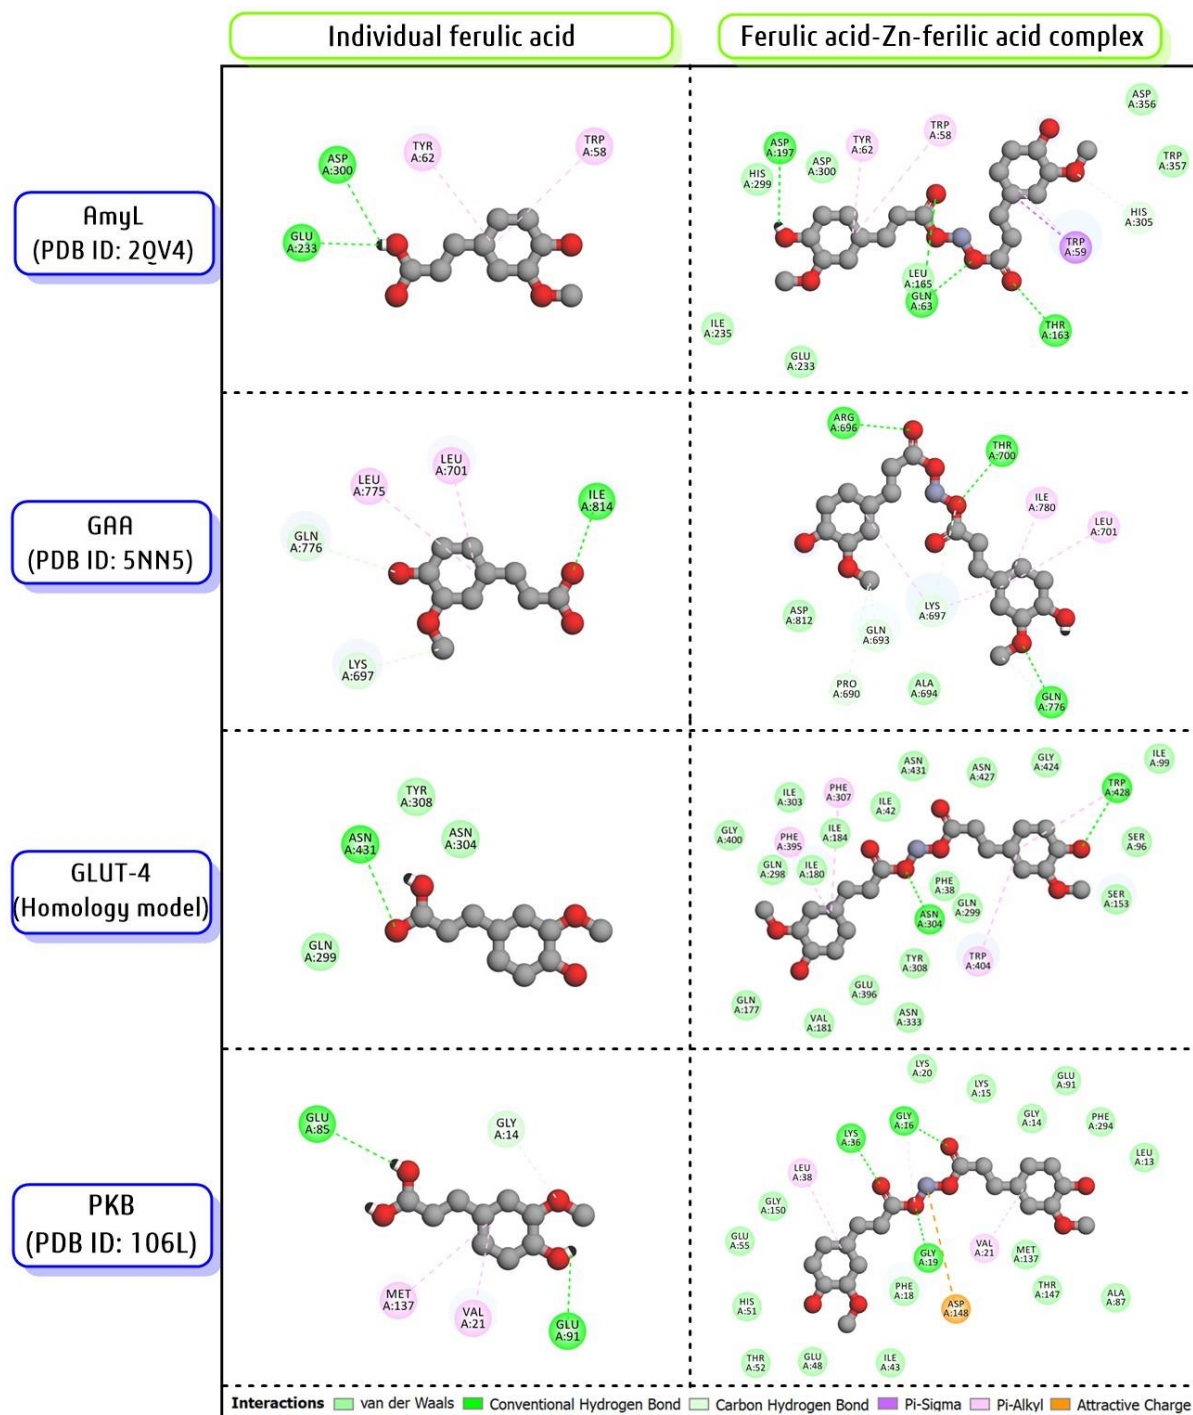 Individual ferulic acid
Ferulic acid-Zn-ferilic acid complex
AmyL
(PDB ID: 2QV4)
ASP
A:300
GLU
A:233
TYR
A:62
TRP
A:58
ASP
A:197
HIS
A:299
ASP
A:300
TYR
A:62
TRP
A:58
ASP
A:356
TRP
A:357
HIS
A:305
TRP
A:59
LEU
A:165
GLN
A:63
THR
A:163
ILE
A:235
GLU
A:233
GAA
(PDB ID: 5NN5)
LEU
A:701
LEU
A:775
ILE
A:814
GLN
A:776
LYS
A:697
ARG
A:696
THR
A:700
ILE
A:780
LEU
A:701
ASP
A:812
GLN
A:693
LYS
A:697
PRO
A:690
ALA
A:694
GLN
A:776
GLUT-4
(Homology model)
TYR
A:308
ASN
A:431
ASN
A:304
GLN
A:299
ASN
A:431
ASN
A:427
GLY
A:424
ILE
A:99
ILE
A:303
PHE
A:307
ILE
A:42
TRP
A:428
GLY
A:400
PHE
A:395
ILE
A:184
SER
A:96
GLN
A:298
ILE
A:180
PHE
A:38
GLN
A:299
SER
A:153
ASN
A:304
TYR
A:308
TRP
A:404
GLN
A:177
GLU
A:396
VAL
A:181
ASN
A:333
PKB
(PDB ID: 106L)
GLU
A:85
GLY
A:14
MET
A:137
VAL
A:21
GLU
A:91
LYS
A:20
LYS
A:15
GLU
A:91
LYS
A:36
GLY
A:16
GLY
A:14
PHE
A:294
LEU
A:13
LEU
A:38
GLY
A:150
GLU
A:55
GLY
A:19
VAL
A:21
MET
A:137
HIS
A:51
PHE
A:18
ASP
A:148
THR
A:147
ALA
A:87
THR
A:52
GLU
A:48
ILE
A:43
Interactions van der Waals Conventional Hydrogen Bond Carbon Hydrogen Bond Pi-Sigma Pi-Alkyl Attractive Charge